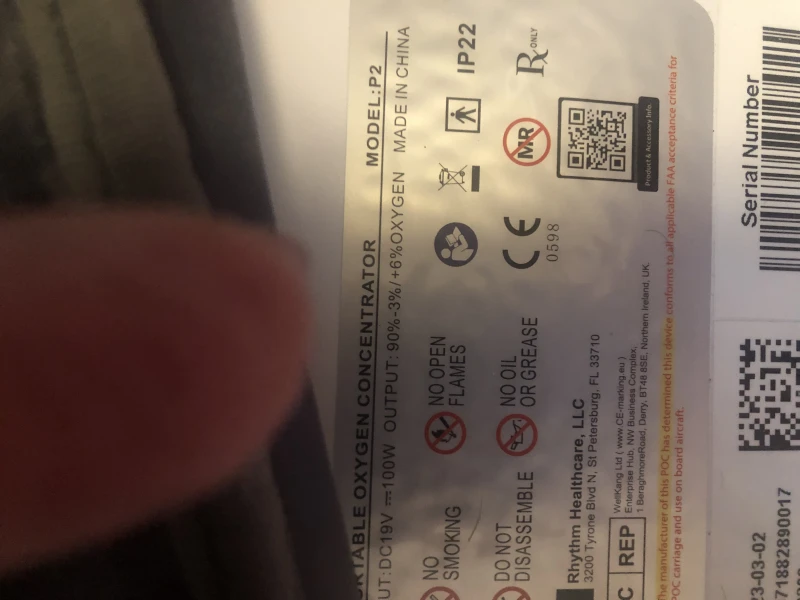 RTABLE OXYGEN CONCENTRATOR MODEL:P2
UT:DC19V 100W OUTPUT: 90%-3%/+6%OXYGEN MADE IN CHINA
NO SMOKING
NO OPEN FLAMES
IP22
DO NOT DISASSEMBLE
NO OIL OR GREASE
CE 0598
MR
Rx ONLY
Rhythm Healthcare, LLC
3200 Tyrone Blvd N, St Petersburg, FL 33710
Product & Accessory Info.
C REP
WellKang Ltd ( www.CE-marking.eu )
Enterprise Hub, NW Business Complex,
1 BeraghmoreRoad, Derry, BT48 8SE, Northern Ireland, UK.
The manufacturer of this POC has determined this device conforms to all applicable FAA acceptance criteria for
POC carriage and use on board aircraft.
Serial Number
23-03-02
71882890017